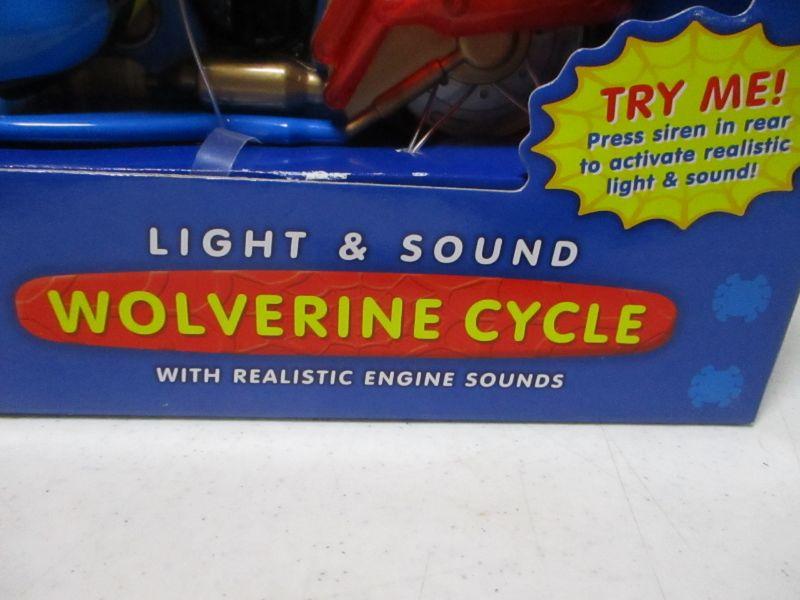 TRY ME!
Press siren in rear
to activate realistic
light & sound!
LIGHT & SOUND
WOLVERINE CYCLE
WITH REALISTIC ENGINE SOUNDS